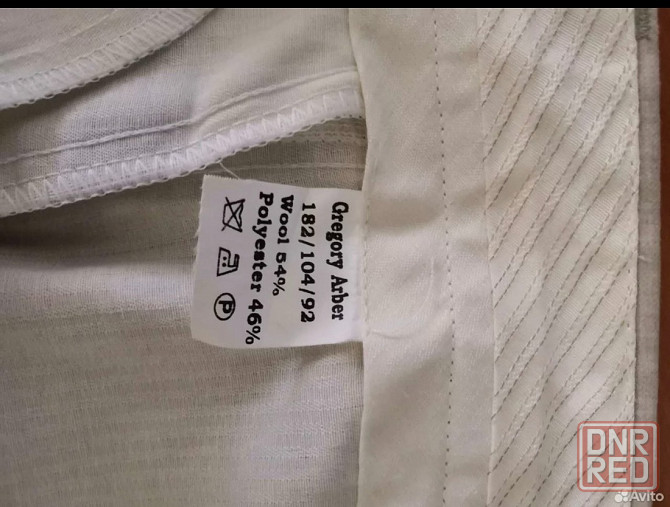 Gregory Arber
182/104/92
Wool 54%
Polyester 46%
P
DNR
RED
Avito